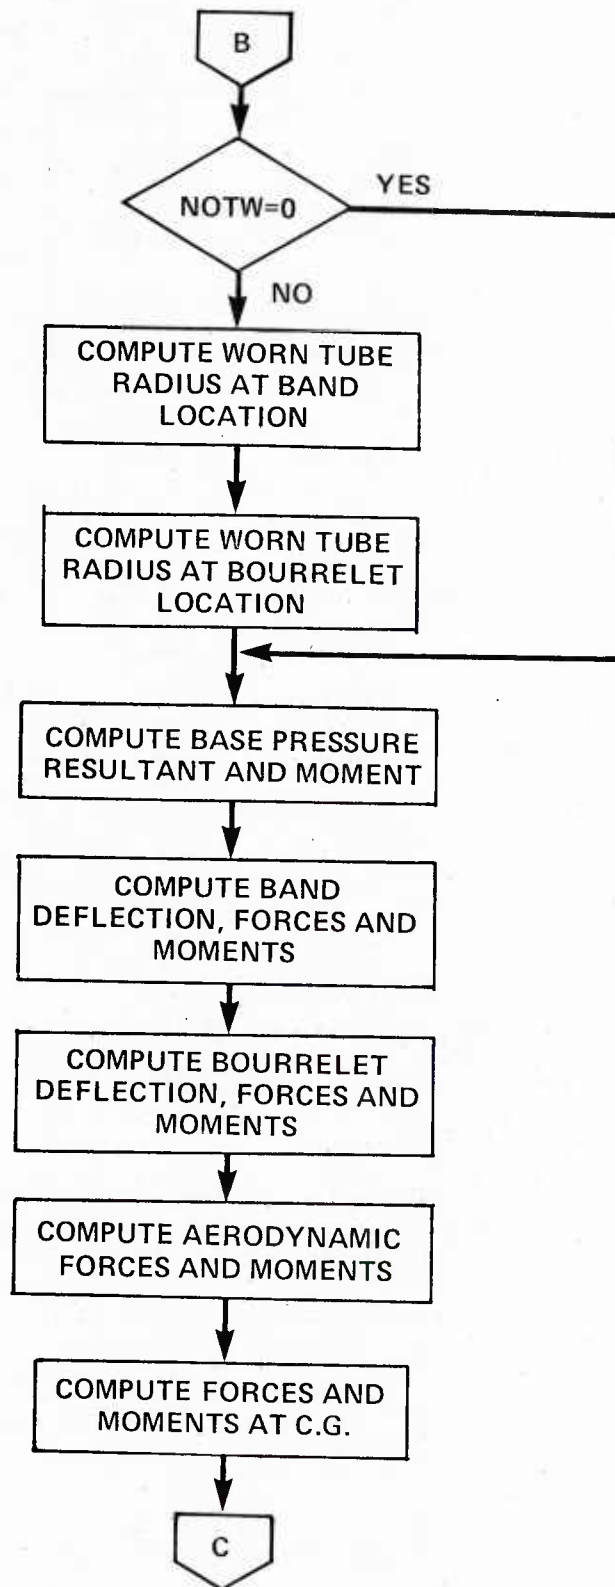 B
NOTW=0
YES
NO
COMPUTE WORN TUBE
RADIUS AT BAND
LOCATION
COMPUTE WORN TUBE
RADIUS AT BOURRELET
LOCATION
COMPUTE BASE PRESSURE
RESULTANT AND MOMENT
COMPUTE BAND
DEFLECTION, FORCES AND
MOMENTS
COMPUTE BOURRELET
DEFLECTION, FORCES AND
MOMENTS
COMPUTE AERODYNAMIC
FORCES AND MOMENTS
COMPUTE FORCES AND
MOMENTS AT C.G.
C